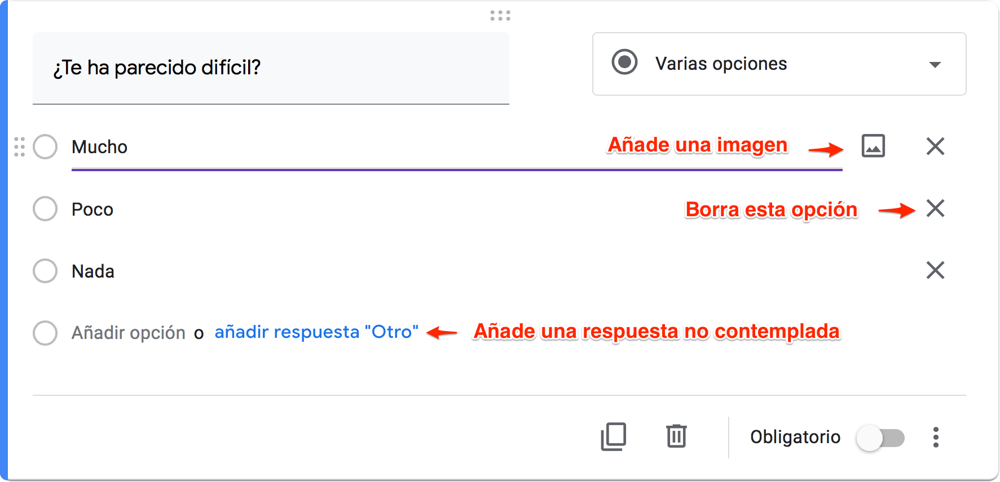 ¿Te ha parecido difícil?
Varias opciones
Mucho
Añade una imagen
Poco
Borra esta opción
Nada
Añadir opción o añadir respuesta "Otro"
Añade una respuesta no contemplada
Obligatorio